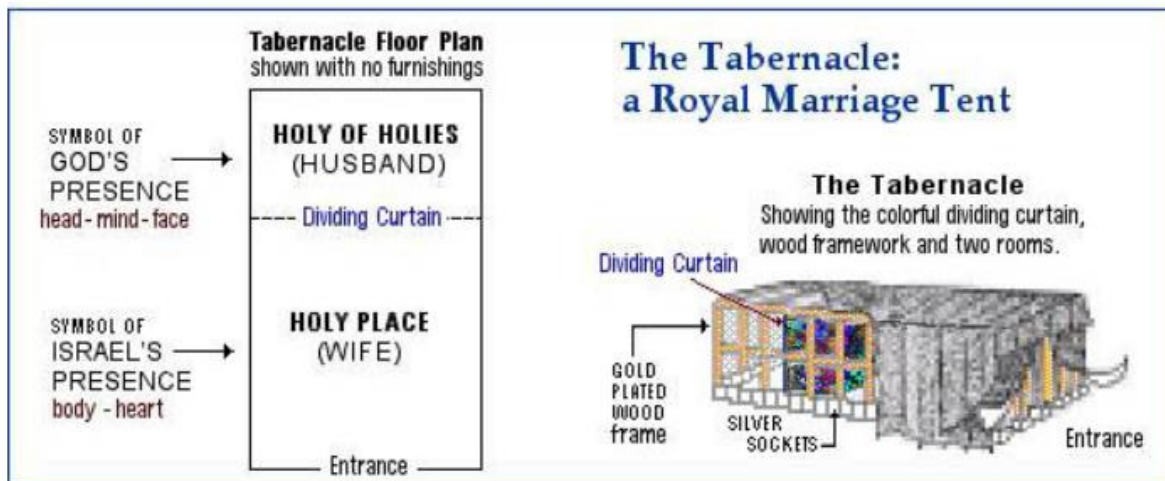 Tabernacle Floor Plan
shown with no furnishings
SYMBOL OF
GOD'S
PRESENCE
head - mind - face
HOLY OF HOLIES
(HUSBAND)
Dividing Curtain
SYMBOL OF
ISRAEL'S
PRESENCE
body - heart
HOLY PLACE
(WIFE)
Entrance
The Tabernacle:
a Royal Marriage Tent
The Tabernacle
Showing the colorful dividing curtain,
wood framework and two rooms.
Dividing Curtain
GOLD
PLATED
WOOD
frame
SILVER
SOCKETS
Entrance